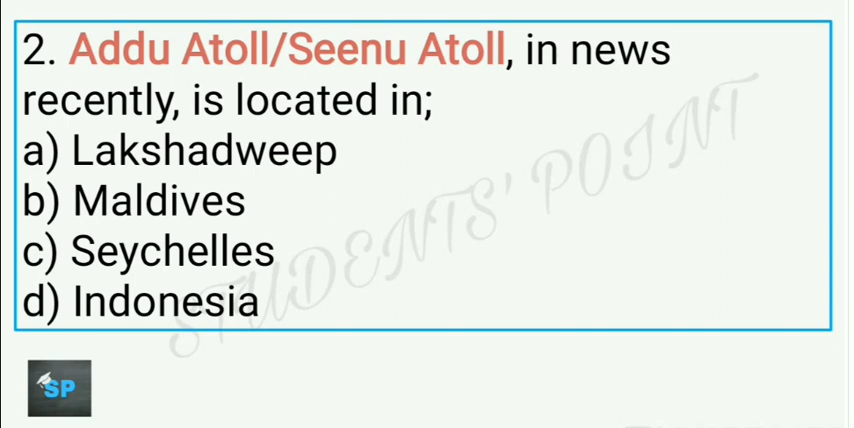 2. Addu Atoll/Seenu Atoll, in news
recently, is located in;
a) Lakshadweep
b) Maldives
c) Seychelles
d) Indonesia
STUDENTS' POINT
SP